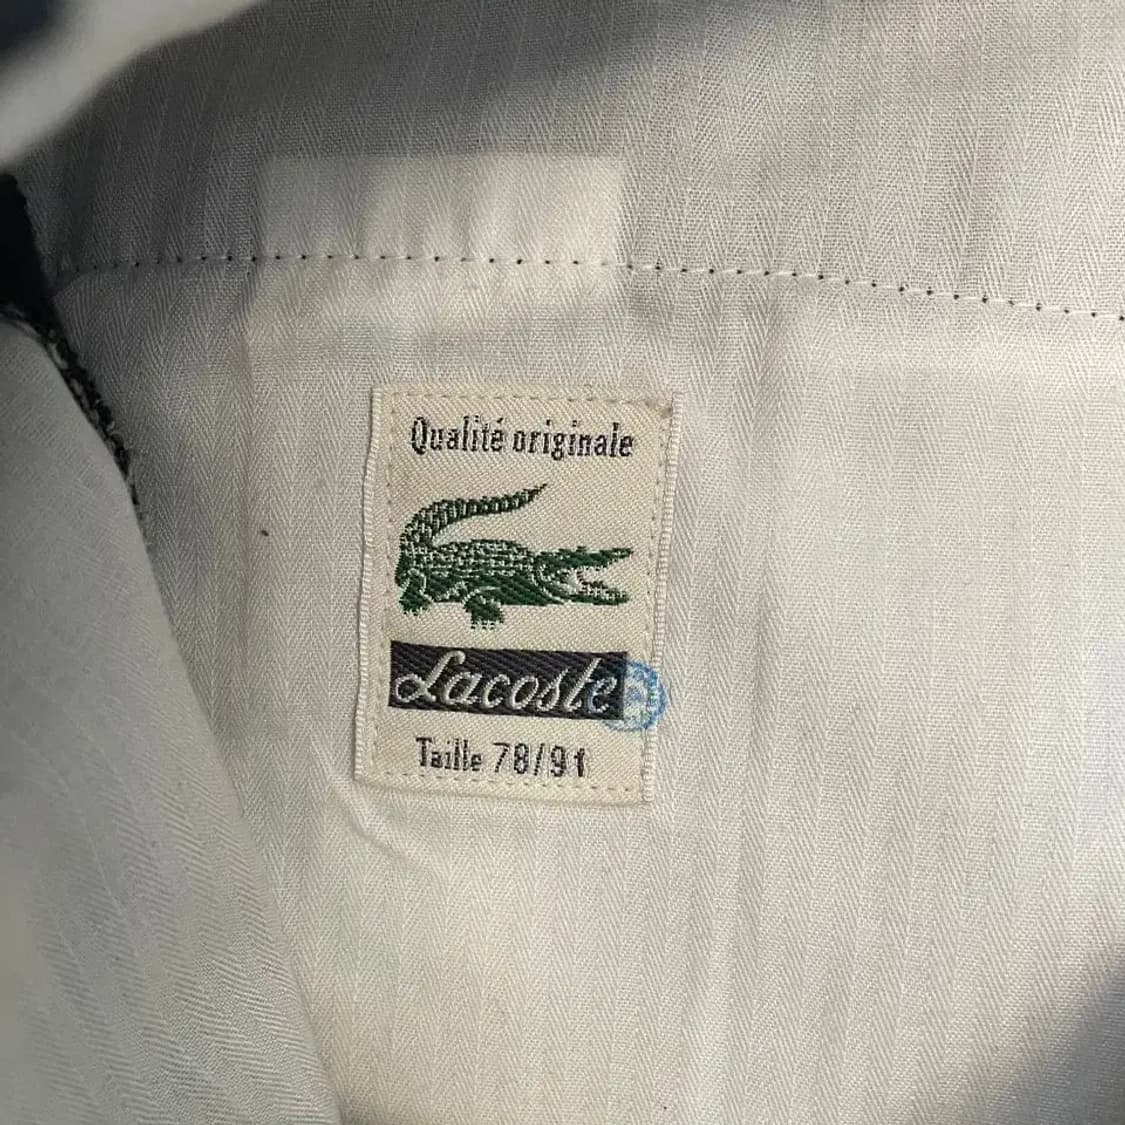 Qualité originale
Lacoste
Taille 78/91